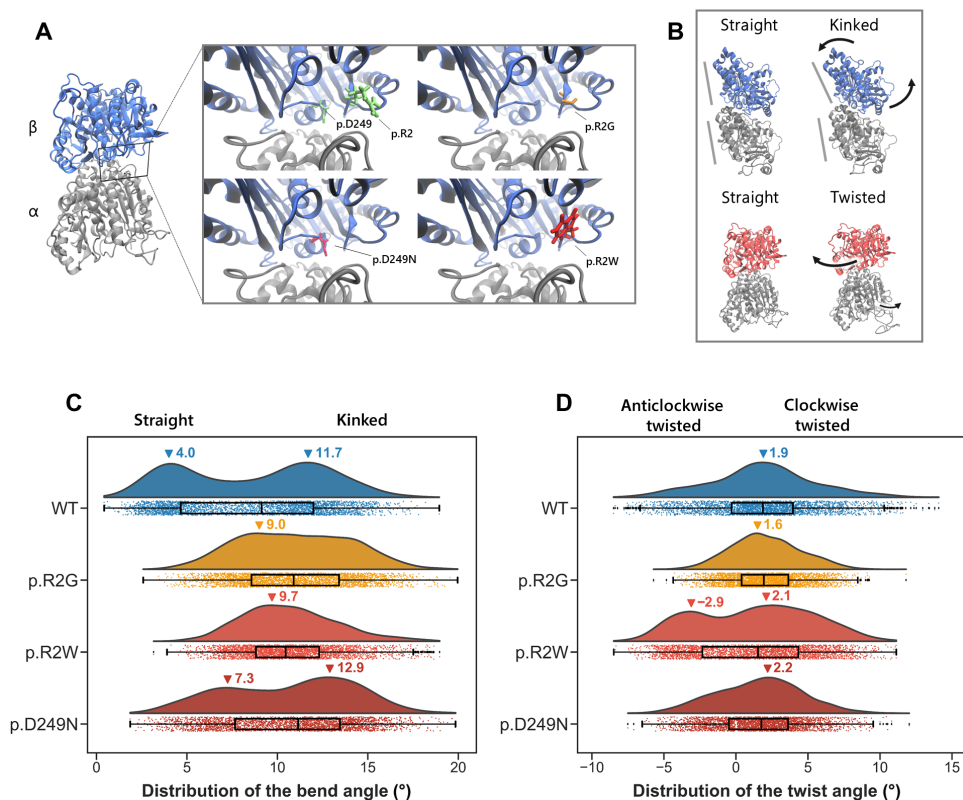 A
β
α
p.D249
p.R2
p.R2G
p.D249N
p.R2W
B
Straight
Kinked
Straight
Twisted
C
Straight
Kinked
4.0
11.7
9.0
9.7
7.3
12.9
WT
p.R2G
p.R2W
p.D249N
0
5
10
15
20
Distribution of the bend angle (°)
D
Anticlockwise
twisted
Clockwise
twisted
1.9
1.6
−2.9
2.1
2.2
WT
p.R2G
p.R2W
p.D249N
−10
−5
0
5
10
15
Distribution of the twist angle (°)